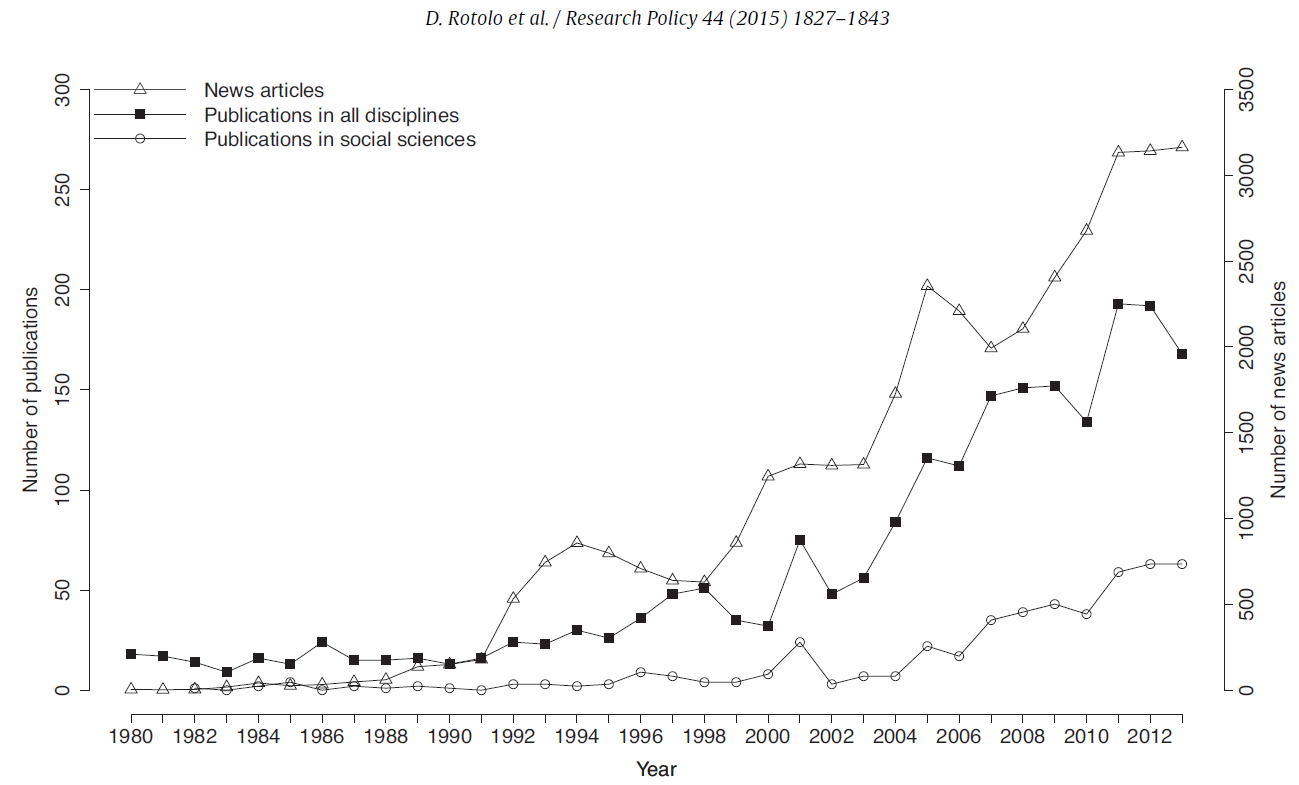 D. Rotolo et al. / Research Policy 44 (2015) 1827–1843
News articles
Publications in all disciplines
Publications in social sciences
Number of publications
0
50
100
150
200
250
300
Number of news articles
0
500
1000
1500
2000
2500
3000
3500
1980 1982 1984 1986 1988 1990 1992 1994 1996 1998 2000 2002 2004 2006 2008 2010 2012
Year